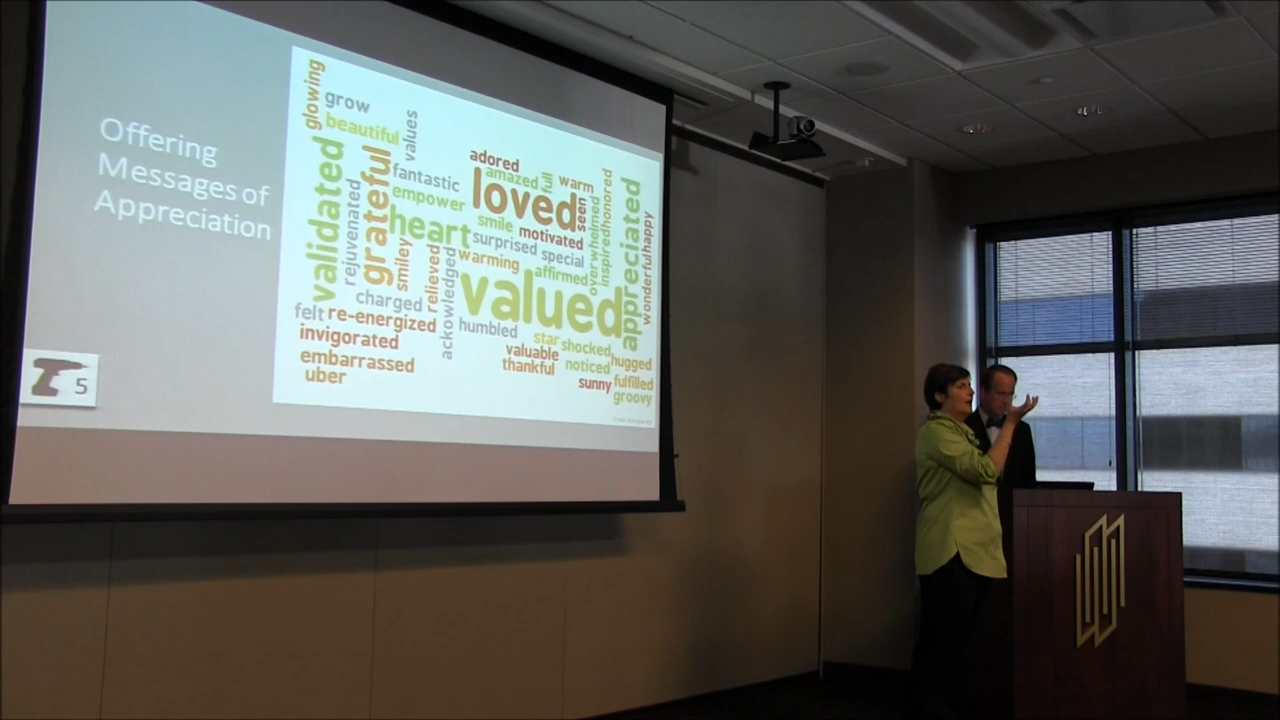 Offering
Messages of
Appreciation
5
glowing
grow
beautiful
values
validated
rejuvenated
grateful
fantastic
empower
heart
smiley
relieved
acknowledged
charged
felt
re-energized
invigorated
embarrassed
uber
adored
amazed
full
warm
loved
seen
smile
motivated
surprised
special
warming
affirmed
overwhelmed
inspired
honored
appreciated
happy
wonderful
valued
humbled
star
shocked
valuable
thankful
noticed
hugged
sunny
fulfilled
groovy